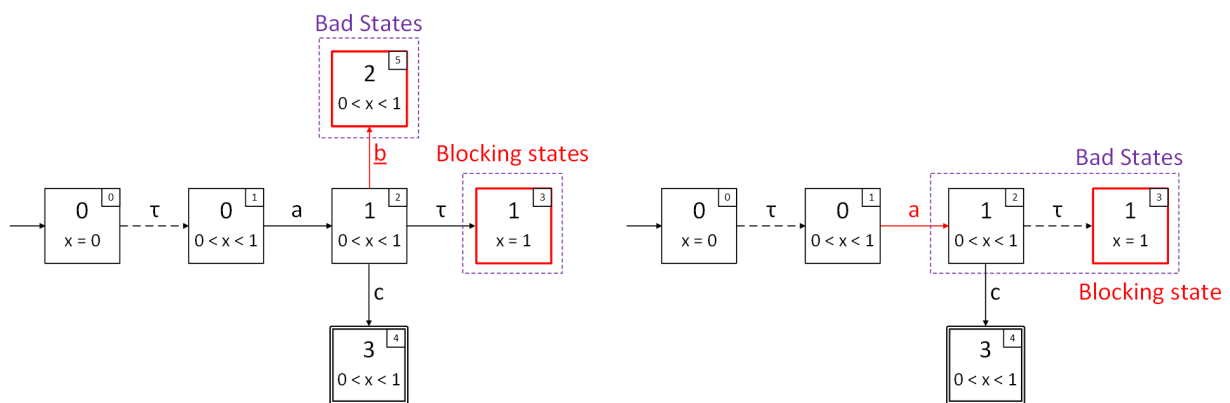 Bad States
5
2
0 < x < 1
b
Blocking states
0
0
x = 0
τ
1
0
0 < x < 1
a
2
1
0 < x < 1
τ
3
1
x = 1
c
4
3
0 < x < 1
Bad States
0
0
x = 0
τ
1
0
0 < x < 1
a
2
1
0 < x < 1
τ
3
1
x = 1
Blocking state
c
4
3
0 < x < 1